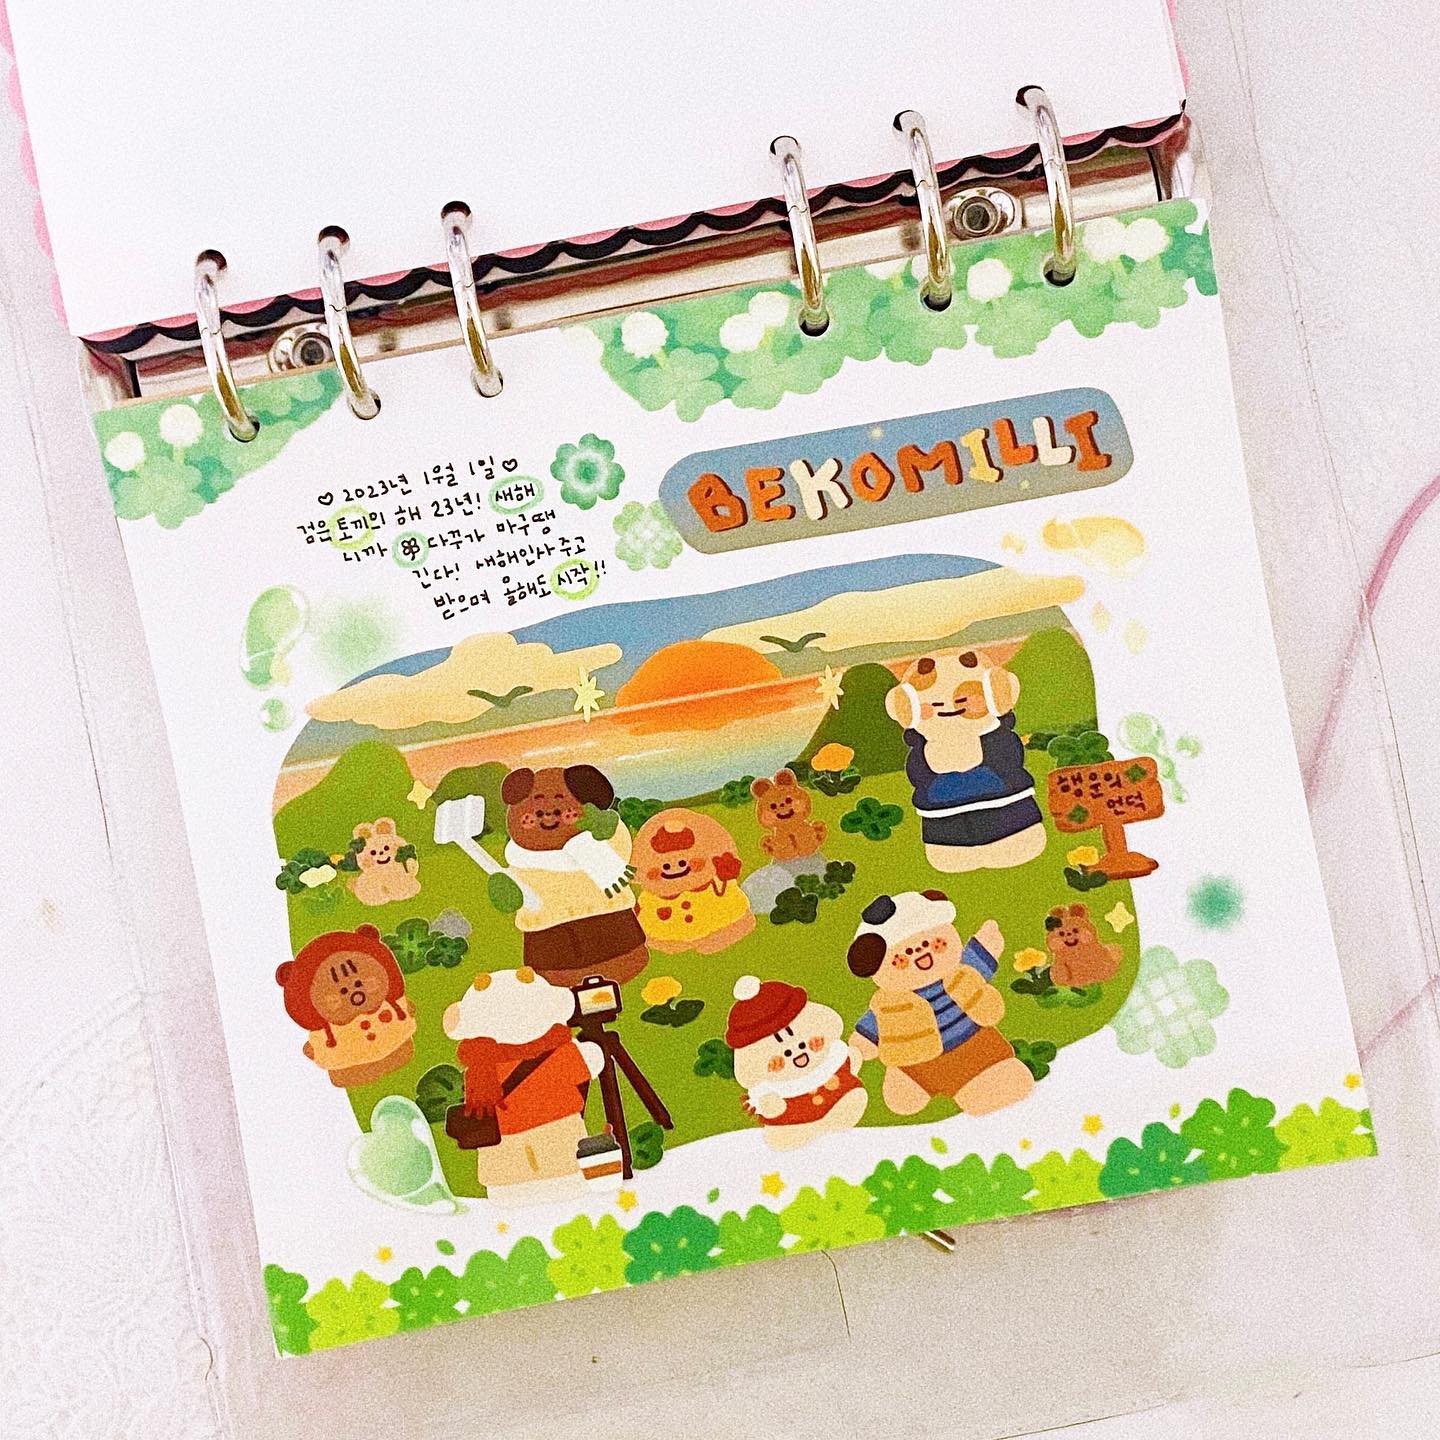 ♡ 2023년 1월 1일 ♡
검은 토끼의 해 23년! 새해
니까 다꾸가 마구땡
긴다! 새해인사 주고
받으며 올해도 시작!!
BEKOMILLI
행운의
언덕